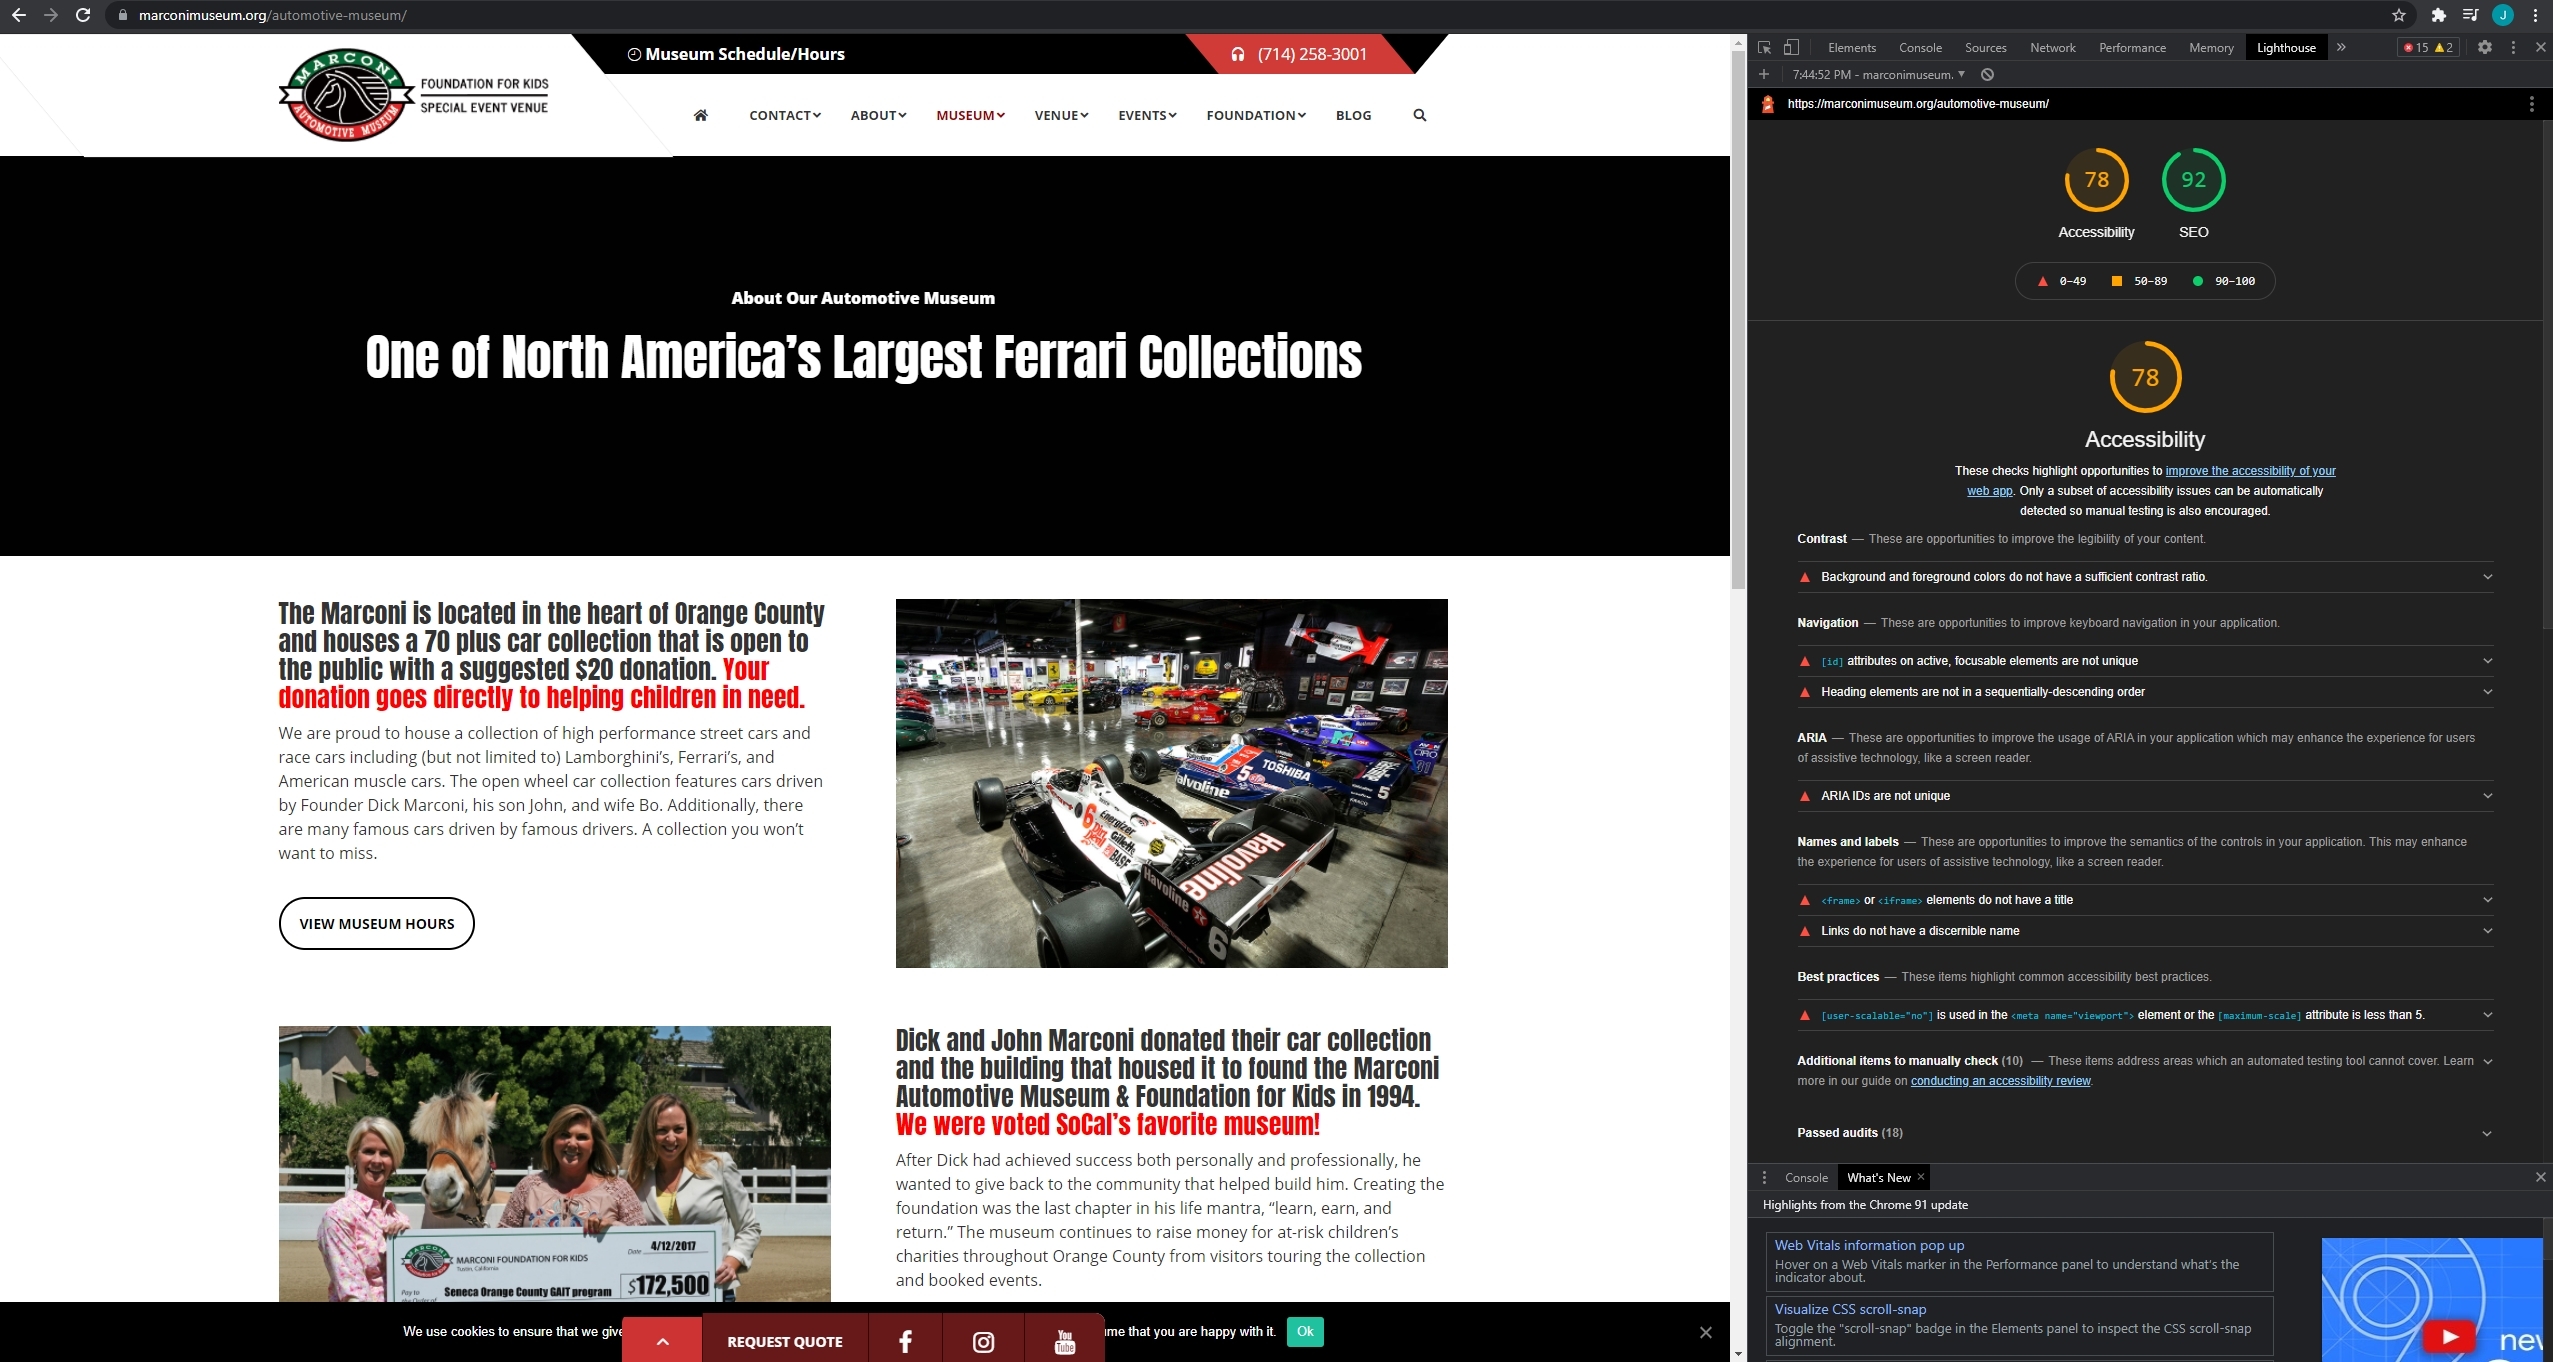 marconimuseum.org/automotive-museum/
J
MARCONI
AUTOMOTIVE MUSEUM
FOUNDATION FOR KIDS
SPECIAL EVENT VENUE
Museum Schedule/Hours
(714) 258-3001
CONTACT
ABOUT
MUSEUM
VENUE
EVENTS
FOUNDATION
BLOG
About Our Automotive Museum
One of North America’s Largest Ferrari Collections
The Marconi is located in the heart of Orange County
and houses a 70 plus car collection that is open to
the public with a suggested $20 donation. Your
donation goes directly to helping children in need.
We are proud to house a collection of high performance street cars and
race cars including (but not limited to) Lamborghini’s, Ferrari’s, and
American muscle cars. The open wheel car collection features cars driven
by Founder Dick Marconi, his son John, and wife Bo. Additionally, there
are many famous cars driven by famous drivers. A collection you won’t
want to miss.
VIEW MUSEUM HOURS
5
TOSHIBA
Valvoline
5
6
Energizer
Gillette
BASF
Havoline
Havoline
6
MARCONI
MARCONI FOUNDATION FOR KIDS
Tustin, California
Date 4/12/2017
Pay to
the Order of
Seneca Orange County GAIT program
$172,500
Dick and John Marconi donated their car collection
and the building that housed it to found the Marconi
Automotive Museum & Foundation for Kids in 1994.
We were voted SoCal’s favorite museum!
After Dick had achieved success both personally and professionally, he
wanted to give back to the community that helped build him. Creating the
foundation was the last chapter in his life mantra, “learn, earn, and
return.” The museum continues to raise money for at-risk children’s
charities throughout Orange County from visitors touring the collection
and booked events.
We use cookies to ensure that we give
me that you are happy with it.
Ok
REQUEST QUOTE
You
Tube
Elements
Console
Sources
Network
Performance
Memory
Lighthouse
15
2
7:44:52 PM - marconimuseum.
https://marconimuseum.org/automotive-museum/
78
Accessibility
92
SEO
0–49
50–89
90–100
78
Accessibility
These checks highlight opportunities to improve the accessibility of your
web app. Only a subset of accessibility issues can be automatically
detected so manual testing is also encouraged.
Contrast — These are opportunities to improve the legibility of your content.
Background and foreground colors do not have a sufficient contrast ratio.
Navigation — These are opportunities to improve keyboard navigation in your application.
[id] attributes on active, focusable elements are not unique
Heading elements are not in a sequentially-descending order
ARIA — These are opportunities to improve the usage of ARIA in your application which may enhance the experience for users
of assistive technology, like a screen reader.
ARIA IDs are not unique
Names and labels — These are opportunities to improve the semantics of the controls in your application. This may enhance
the experience for users of assistive technology, like a screen reader.
<frame> or <iframe> elements do not have a title
Links do not have a discernible name
Best practices — These items highlight common accessibility best practices.
[user-scalable="no"] is used in the <meta name="viewport"> element or the [maximum-scale] attribute is less than 5.
Additional items to manually check (10) — These items address areas which an automated testing tool cannot cover. Learn
more in our guide on conducting an accessibility review.
Passed audits (18)
Console
What's New
Highlights from the Chrome 91 update
Web Vitals information pop up
Hover on a Web Vitals marker in the Performance panel to understand what's the
indicator about.
Visualize CSS scroll-snap
Toggle the "scroll-snap" badge in the Elements panel to inspect the CSS scroll-snap
alignment.
new